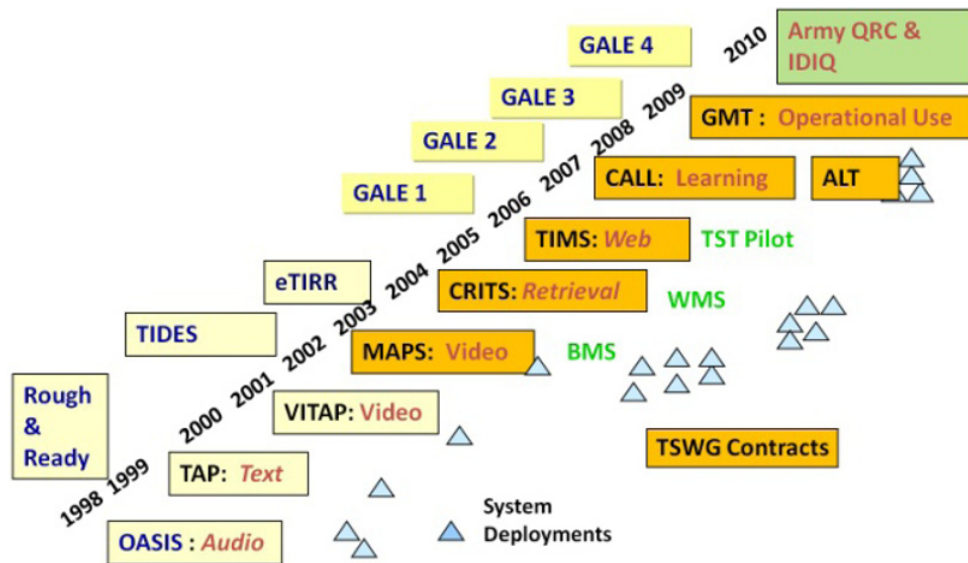 2010
Army QRC &
IDIQ
GALE 4
2009
GALE 3
GMT : Operational Use
2008
GALE 2
2007
CALL: Learning
ALT
GALE 1
2006
TIMS: Web
TST Pilot
2005
eTIRR
2004
CRITS: Retrieval
WMS
TIDES
2003
2002
MAPS: Video
BMS
Rough
&
Ready
2001
2000
VITAP: Video
TSWG Contracts
1999
1998
TAP: Text
System
Deployments
OASIS : Audio